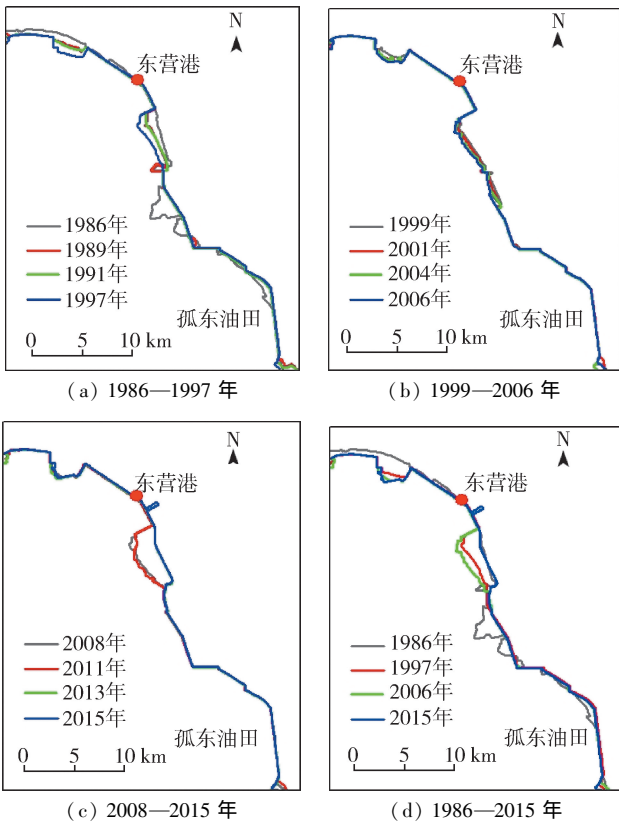 N
东营港
1986年
1989年
1991年
1997年
孤东油田
0 5 10 km
(a) 1986—1997 年
N
东营港
1999年
2001年
2004年
2006年
孤东油田
0 5 10 km
(b) 1999—2006 年
N
东营港
2008年
2011年
2013年
2015年
孤东油田
0 5 10 km
(c) 2008—2015 年
N
东营港
1986年
1997年
2006年
2015年
孤东油田
0 5 10 km
(d) 1986—2015 年